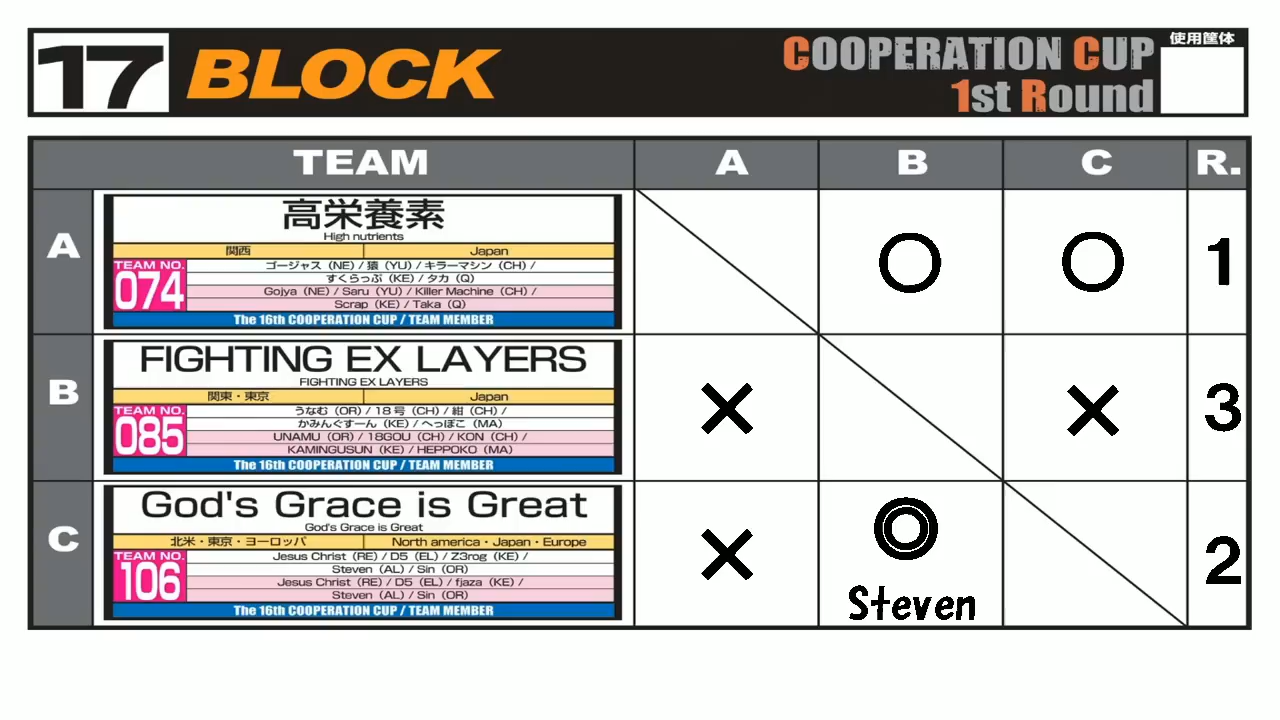 17 BLOCK
COOPERATION CUP
1st Round
使用筐体
TEAM A B C R.
A
高栄養素
High nutrients
関西 Japan
TEAM NO.
074
ゴージャス (NE) / 猿 (YU) / キラーマシン (CH) /
すくらっぷ (KE) / タカ (Q)
Gojya (NE) / Saru (YU) / Killer Machine (CH) /
Scrap (KE) / Taka (Q)
The 16th COOPERATION CUP / TEAM MEMBER
○ ○ 1
B
FIGHTING EX LAYERS
FIGHTING EX LAYERS
関東・東京 Japan
TEAM NO.
085
うなむ (OR) / 18号 (CH) / 紺 (CH) /
かみんぐすーん (KE) / へっぽこ (MA)
UNAMU (OR) / 18GOU (CH) / KON (CH) /
KAMINGUSUN (KE) / HEPPOKO (MA)
The 16th COOPERATION CUP / TEAM MEMBER
× × 3
C
God's Grace is Great
God's Grace is Great
北米・東京・ヨーロッパ North america・Japan・Europe
TEAM NO.
106
Jesus Christ (RE) / D5 (EL) / Z3rog (KE) /
Steven (AL) / Sin (OR)
Jesus Christ (RE) / D5 (EL) / fjaza (KE) /
Steven (AL) / Sin (OR)
The 16th COOPERATION CUP / TEAM MEMBER
× ◎ 2
Steven